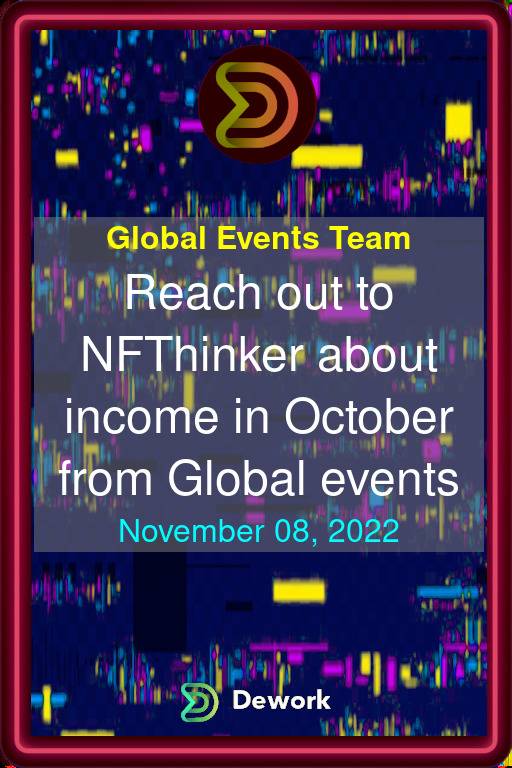 Global Events Team
Reach out to
NFThinker about
income in October
from Global events
November 08, 2022
Dework